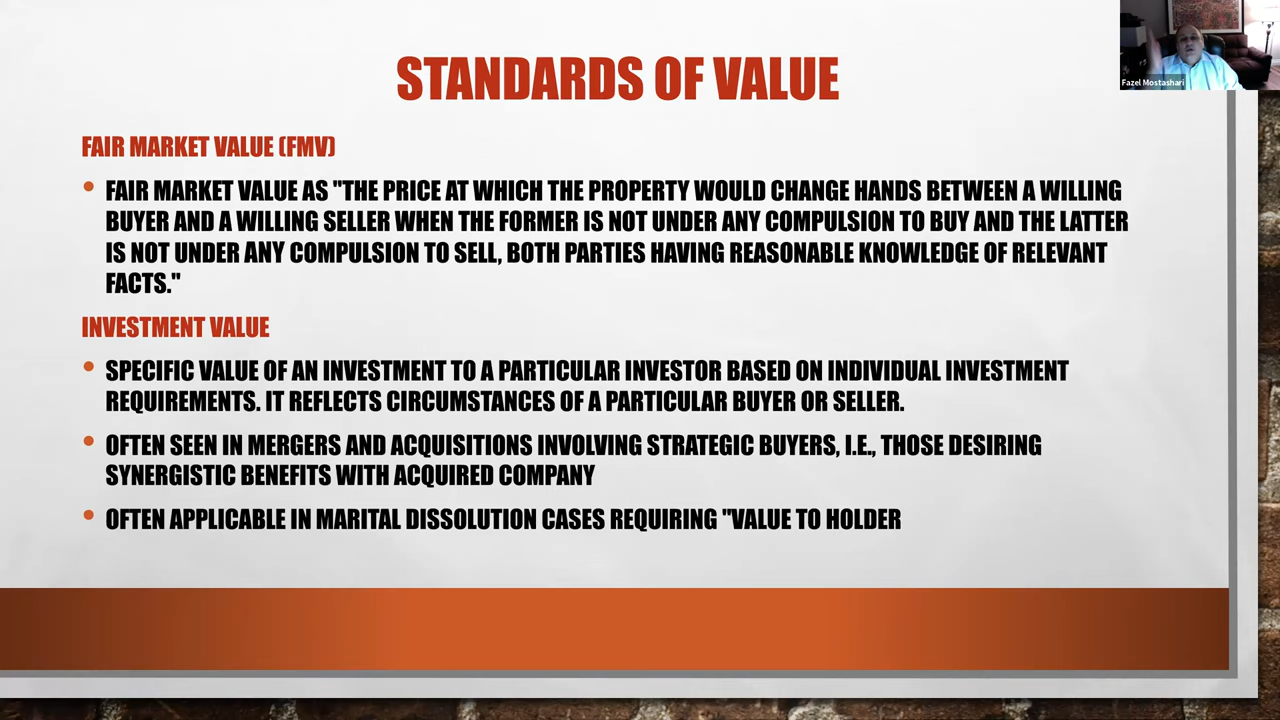 STANDARDS OF VALUE
Fazel Mostashari
FAIR MARKET VALUE (FMV)
• FAIR MARKET VALUE AS "THE PRICE AT WHICH THE PROPERTY WOULD CHANGE HANDS BETWEEN A WILLING
BUYER AND A WILLING SELLER WHEN THE FORMER IS NOT UNDER ANY COMPULSION TO BUY AND THE LATTER
IS NOT UNDER ANY COMPULSION TO SELL, BOTH PARTIES HAVING REASONABLE KNOWLEDGE OF RELEVANT
FACTS."
INVESTMENT VALUE
• SPECIFIC VALUE OF AN INVESTMENT TO A PARTICULAR INVESTOR BASED ON INDIVIDUAL INVESTMENT
REQUIREMENTS. IT REFLECTS CIRCUMSTANCES OF A PARTICULAR BUYER OR SELLER.
• OFTEN SEEN IN MERGERS AND ACQUISITIONS INVOLVING STRATEGIC BUYERS, I.E., THOSE DESIRING
SYNERGISTIC BENEFITS WITH ACQUIRED COMPANY
• OFTEN APPLICABLE IN MARITAL DISSOLUTION CASES REQUIRING "VALUE TO HOLDER